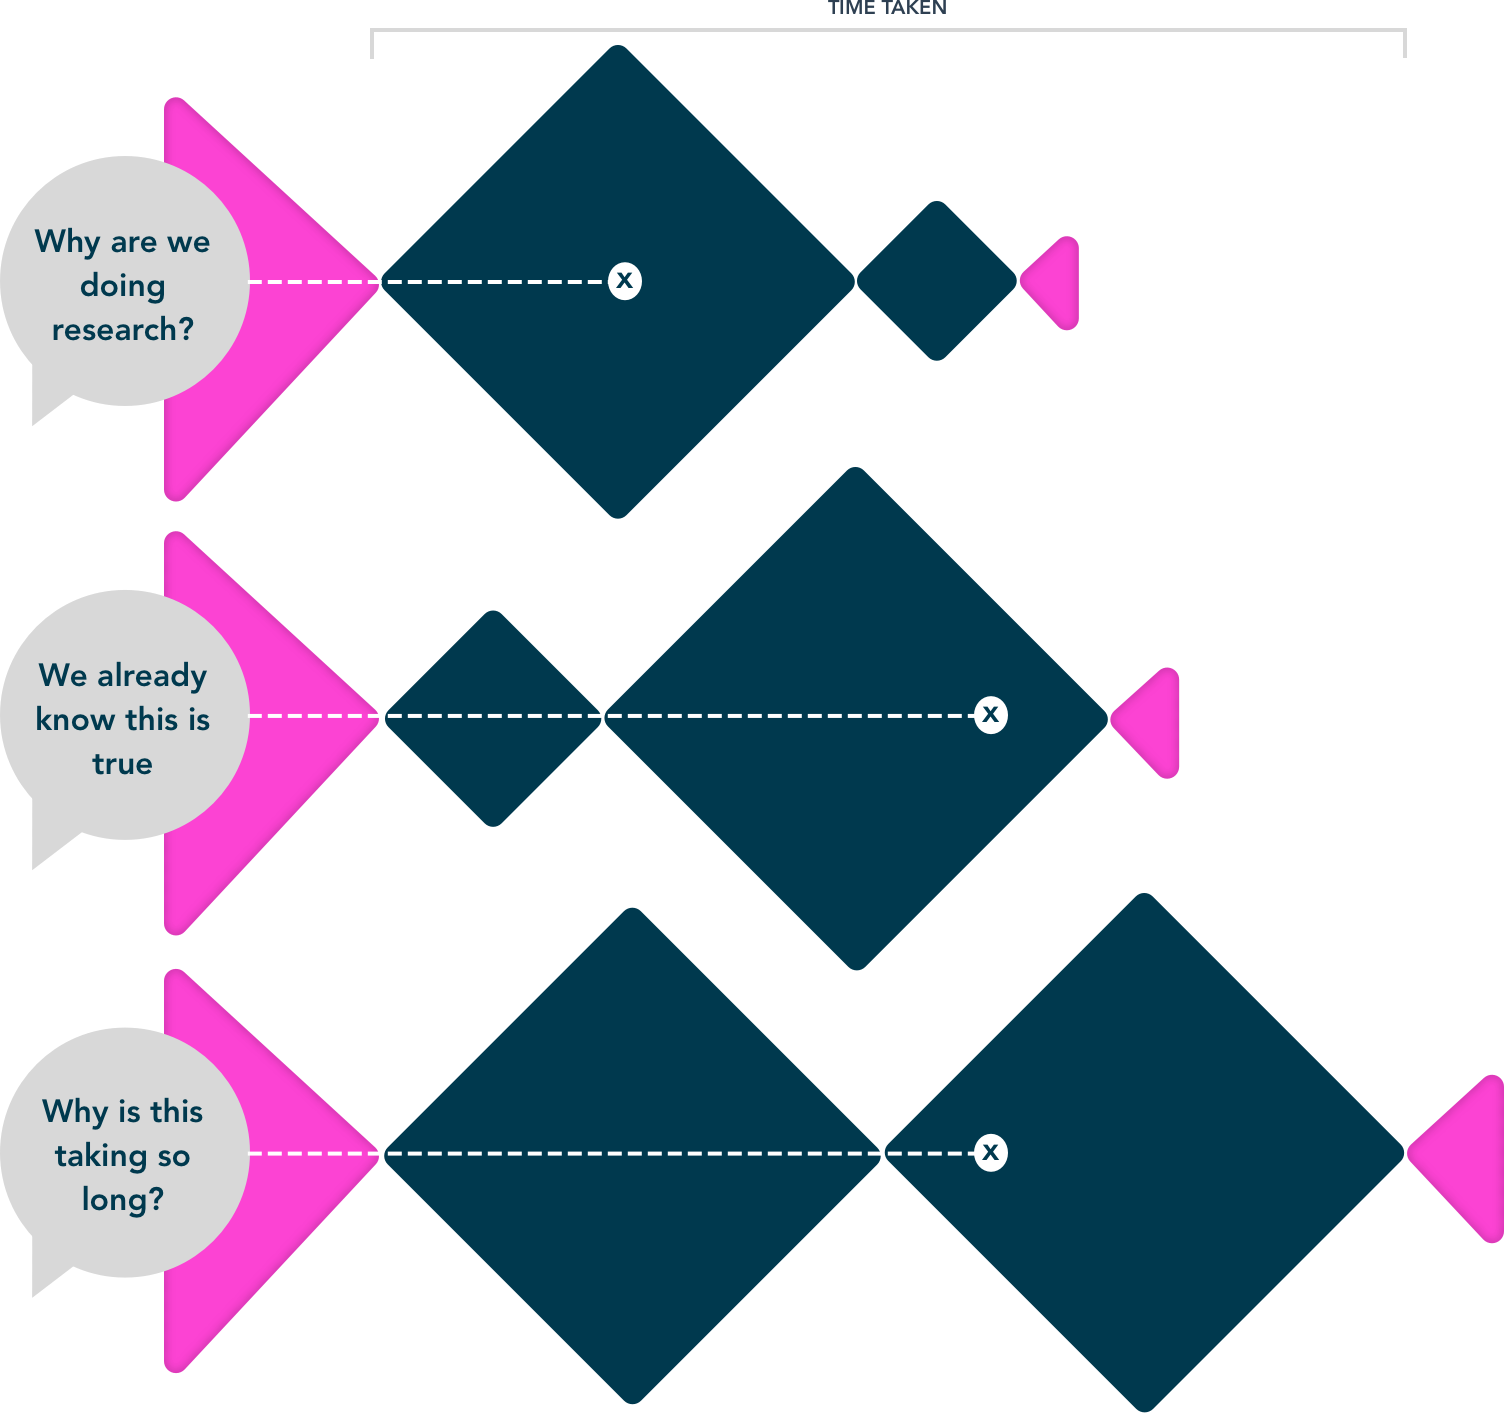 TIME TAKEN
Why are we
doing
research?
x
We already
know this is
true
x
Why is this
taking so
long?
x